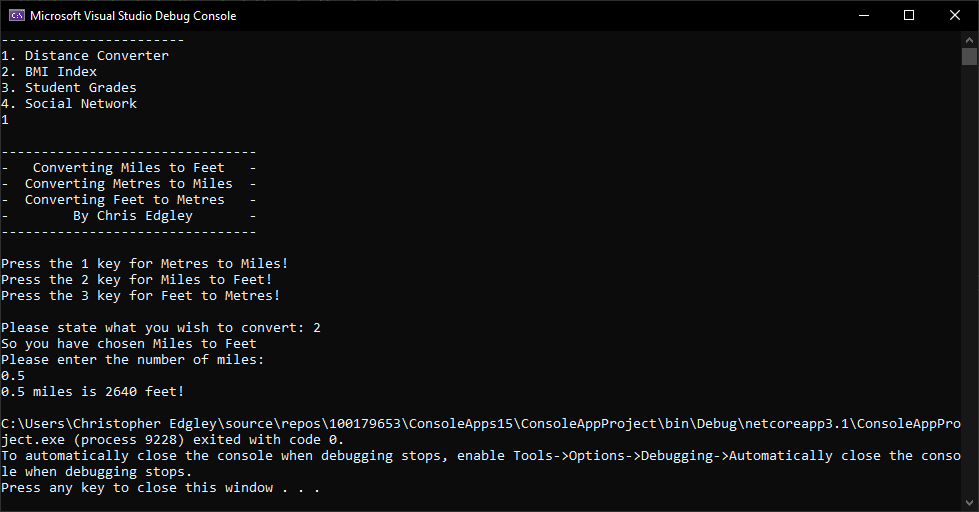 Microsoft Visual Studio Debug Console
-----------------------
1. Distance Converter
2. BMI Index
3. Student Grades
4. Social Network
1
--------------------------------
-   Converting Miles to Feet   -
-  Converting Metres to Miles  -
-  Converting Feet to Metres   -
-        By Chris Edgley       -
--------------------------------
Press the 1 key for Metres to Miles!
Press the 2 key for Miles to Feet!
Press the 3 key for Feet to Metres!
Please state what you wish to convert: 2
So you have chosen Miles to Feet
Please enter the number of miles:
0.5
0.5 miles is 2640 feet!
C:\Users\Christopher Edgley\source\repos\100179653\ConsoleApps15\ConsoleAppProject\bin\Debug\netcoreapp3.1\ConsoleAppPro
ject.exe (process 9228) exited with code 0.
To automatically close the console when debugging stops, enable Tools->Options->Debugging->Automatically close the conso
le when debugging stops.
Press any key to close this window . . .